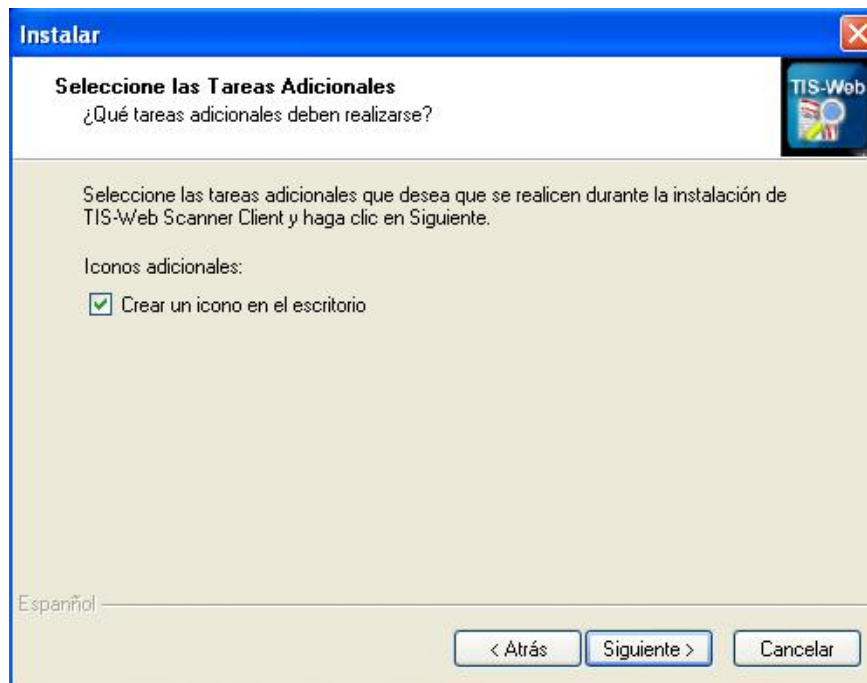 Instalar
Seleccione las Tareas Adicionales
¿Qué tareas adicionales deben realizarse?
TIS-Web
Seleccione las tareas adicionales que desea que se realicen durante la instalación de
TIS-Web Scanner Client y haga clic en Siguiente.
Iconos adicionales:
Crear un icono en el escritorio
Espanñol
< Atrás
Siguiente >
Cancelar